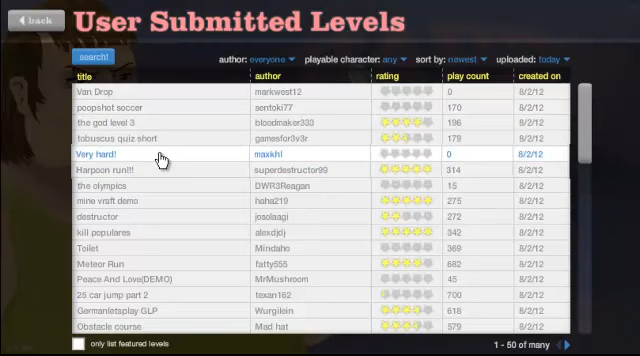 back
User Submitted Levels
search!
author: everyone playable character: any sort by: newest uploaded: today
title author rating play count created on
Van Drop markwest12 0 8/2/12
poopshot soccer sentoki77 170 8/2/12
the god level 3 bloodmaker333 196 8/2/12
tobuscus quiz short gamesfor3v3r 179 8/2/12
Very hard! maxkhl 0 8/2/12
Harpoon run!!! superdestructor99 314 8/2/12
the olympics DWR3Reagan 15 8/2/12
mine vraft demo haha219 275 8/2/12
destructor josolaagi 272 8/2/12
kill populares alexdjdj 342 8/2/12
Toilet Mindaho 369 8/2/12
Meteor Run fatty555 682 8/2/12
Peace And Love(DEMO) MrMushroom 45 8/2/12
25 car jump part 2 texan162 700 8/2/12
Germanletsplay GLP Wurgilein 618 8/2/12
Obstacle course Mad hat 579 8/2/12
only list featured levels 1 - 50 of many